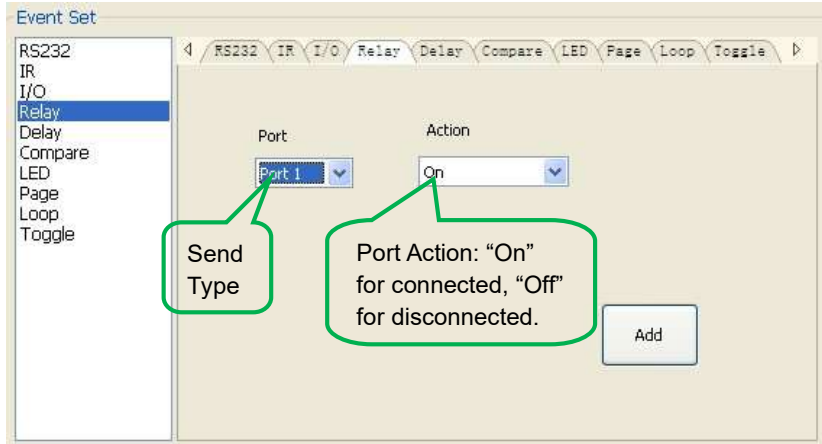 Event Set
RS232
IR
I/O
Relay
Delay
Compare
LED
Page
Loop
Toggle
RS232 IR I/O Relay Delay Compare LED Page Loop Toggle
Port Action
Port 1 On
Send
Type
Port Action: “On”
for connected, “Off”
for disconnected.
Add